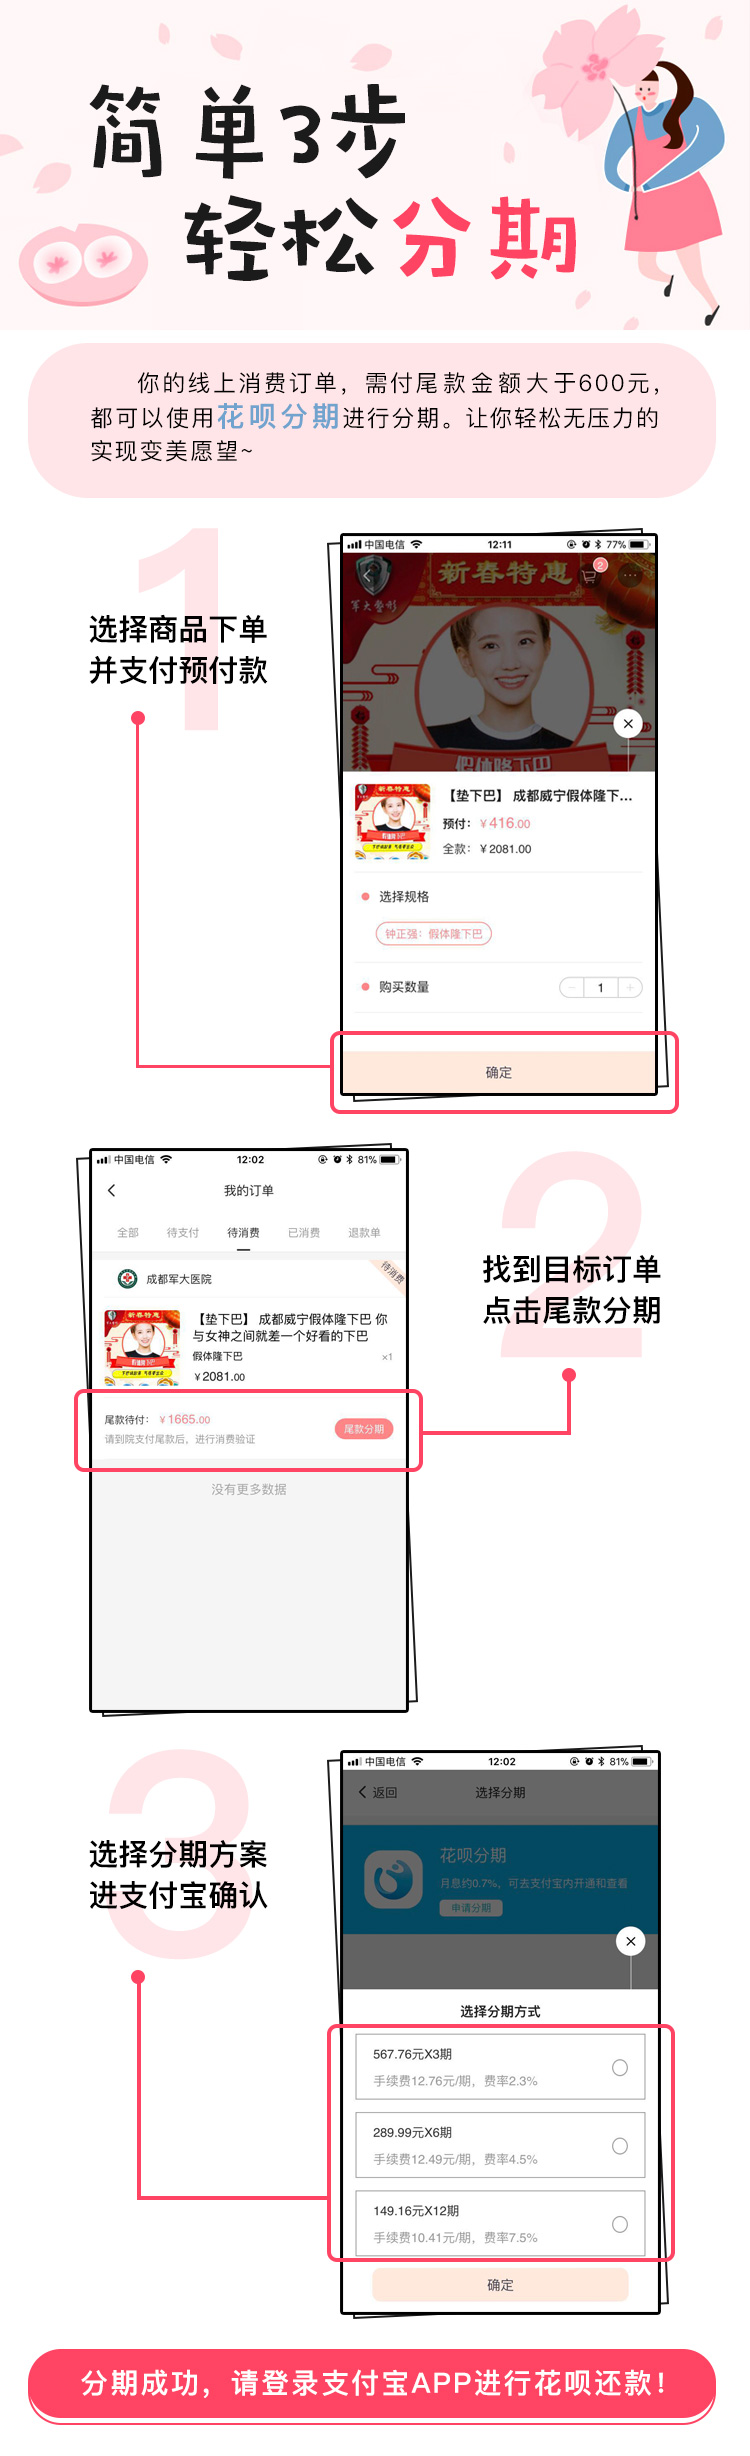 简单3步
轻松分期
你的线上消费订单，需付尾款金额大于600元，
都可以使用花呗分期进行分期。让你轻松无压力的
实现变美愿望~
1
选择商品下单
并支付预付款
中国电信 12:11 77%
新春特惠
2
军大整形
假体隆下巴
新春特惠
【垫下巴】 成都威宁假体隆下...
预付：￥416.00
全款：￥2081.00
选择规格
钟正强：假体隆下巴
购买数量
1
确定
2
找到目标订单
点击尾款分期
中国电信 12:02 81%
我的订单
全部 待支付 待消费 已消费 退款单
成都军大医院
待消费
新春特惠
【垫下巴】 成都威宁假体隆下巴 你
与女神之间就差一个好看的下巴
假体隆下巴
×1
￥2081.00
尾款待付：￥1665.00
请到院支付尾款后，进行消费验证
尾款分期
没有更多数据
3
选择分期方案
进支付宝确认
中国电信 12:02 81%
返回 选择分期
花呗分期
月息约0.7%，可去支付宝内开通和查看
申请分期
选择分期方式
567.76元X3期
手续费12.76元/期，费率2.3%
289.99元X6期
手续费12.49元/期，费率4.5%
149.16元X12期
手续费10.41元/期，费率7.5%
确定
分期成功，请登录支付宝APP进行花呗还款！